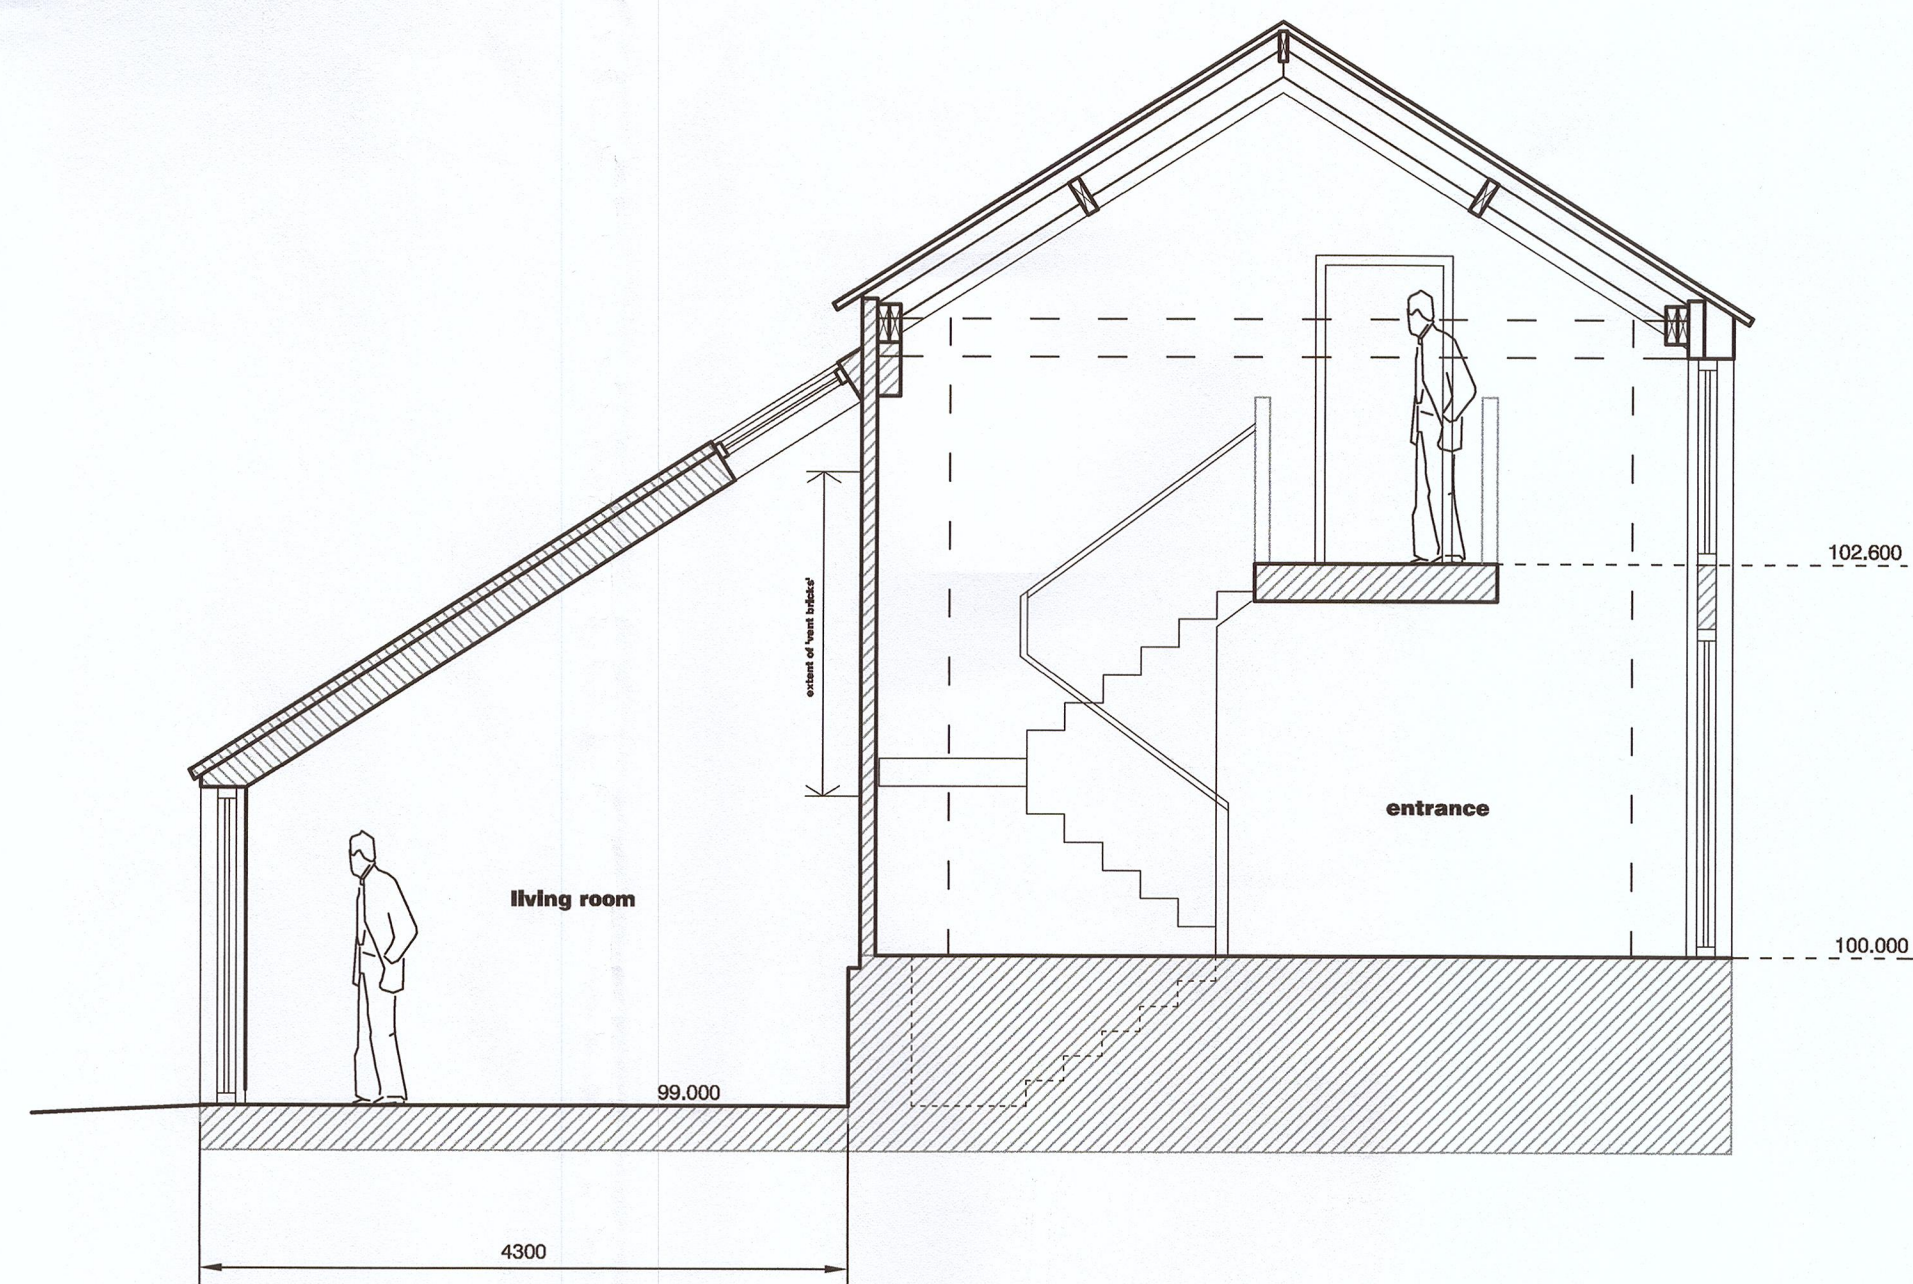 102.600
extent of 'vent bricks'
entrance
living room
100.000
99.000
4300